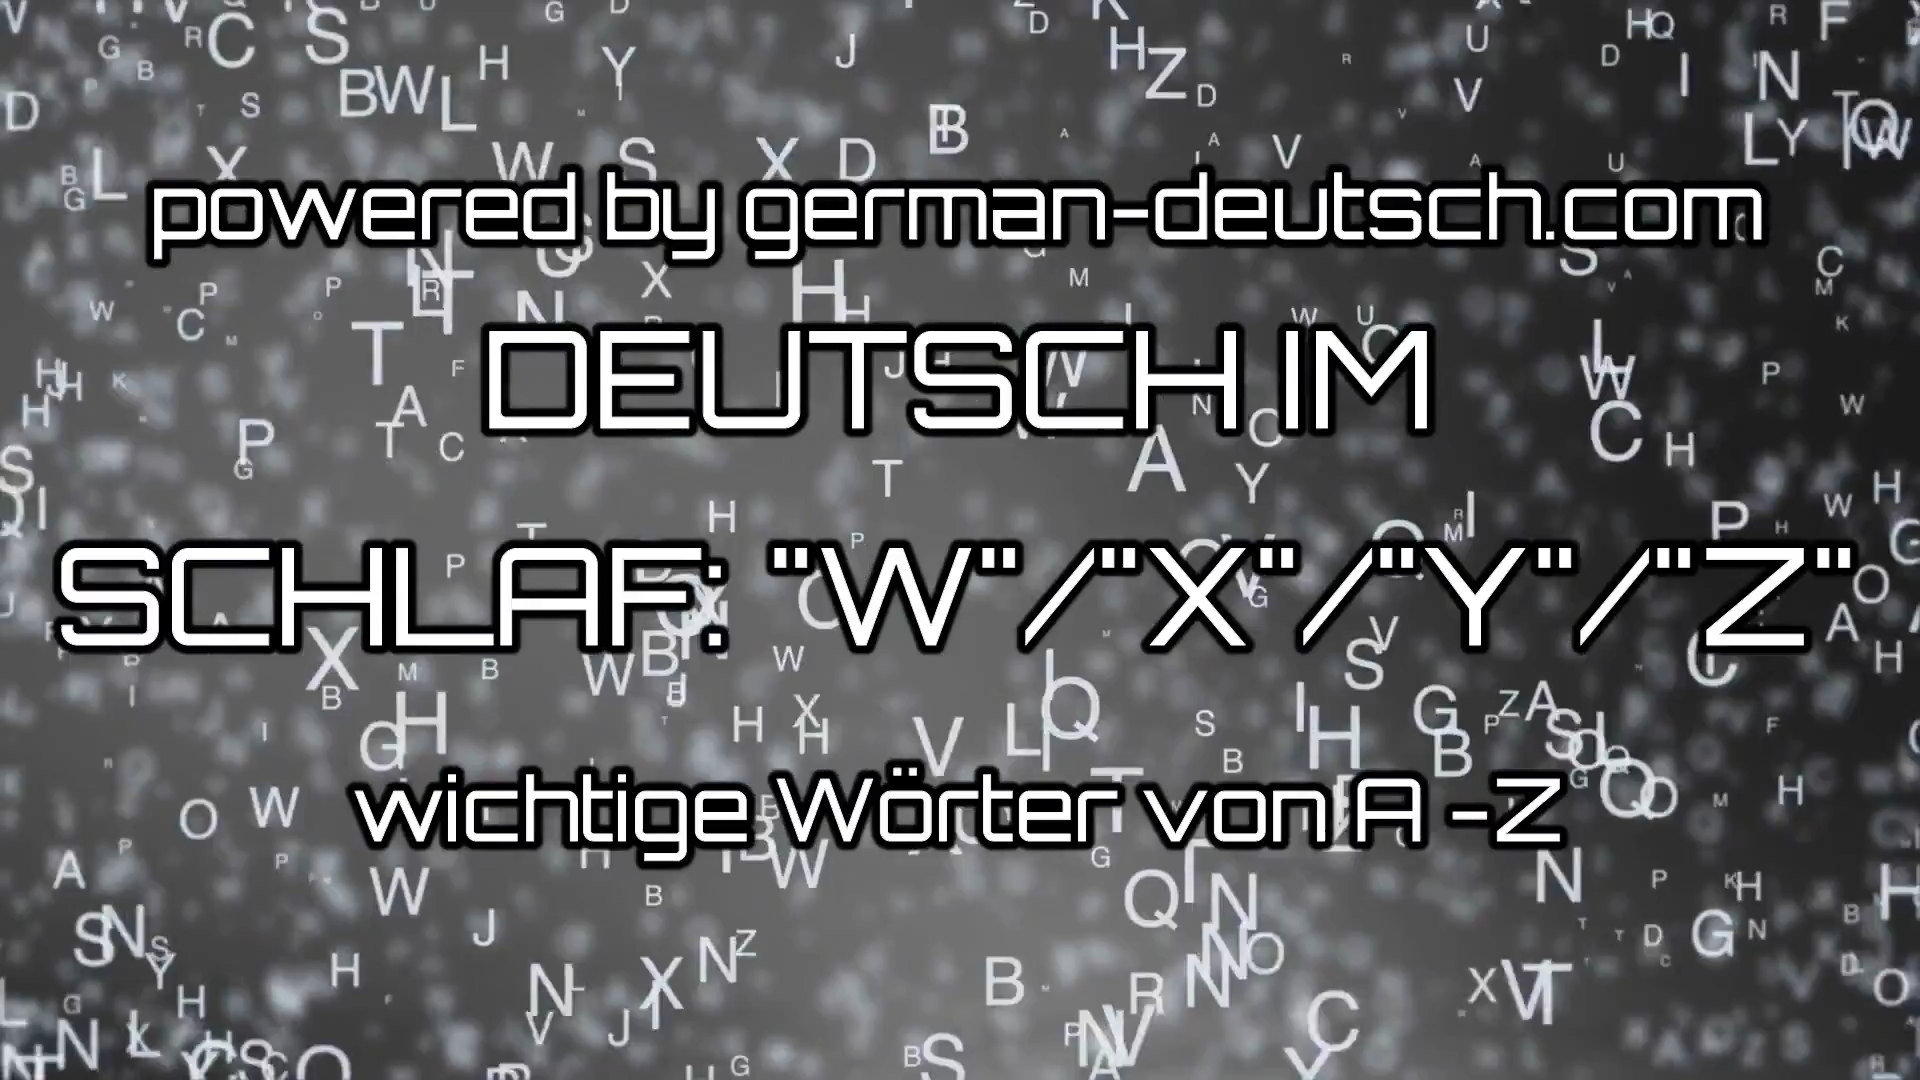 powered by german-deutsch.com
DEUTSCH IM
SCHLAF: "W"/"X"/"Y"/"Z"
wichtige Wörter von A -Z